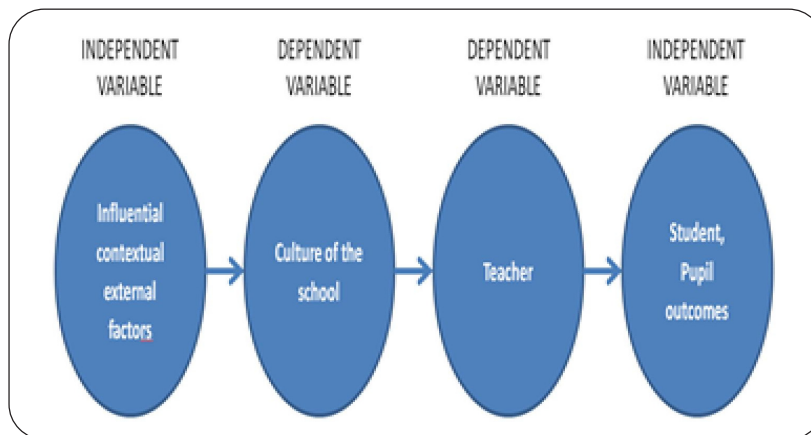 INDEPENDENT
VARIABLE
DEPENDENT
VARIABLE
DEPENDENT
VARIABLE
INDEPENDENT
VARIABLE
Influential
contextual
external
factors
Culture of the
school
Teacher
Student,
Pupil
outcomes